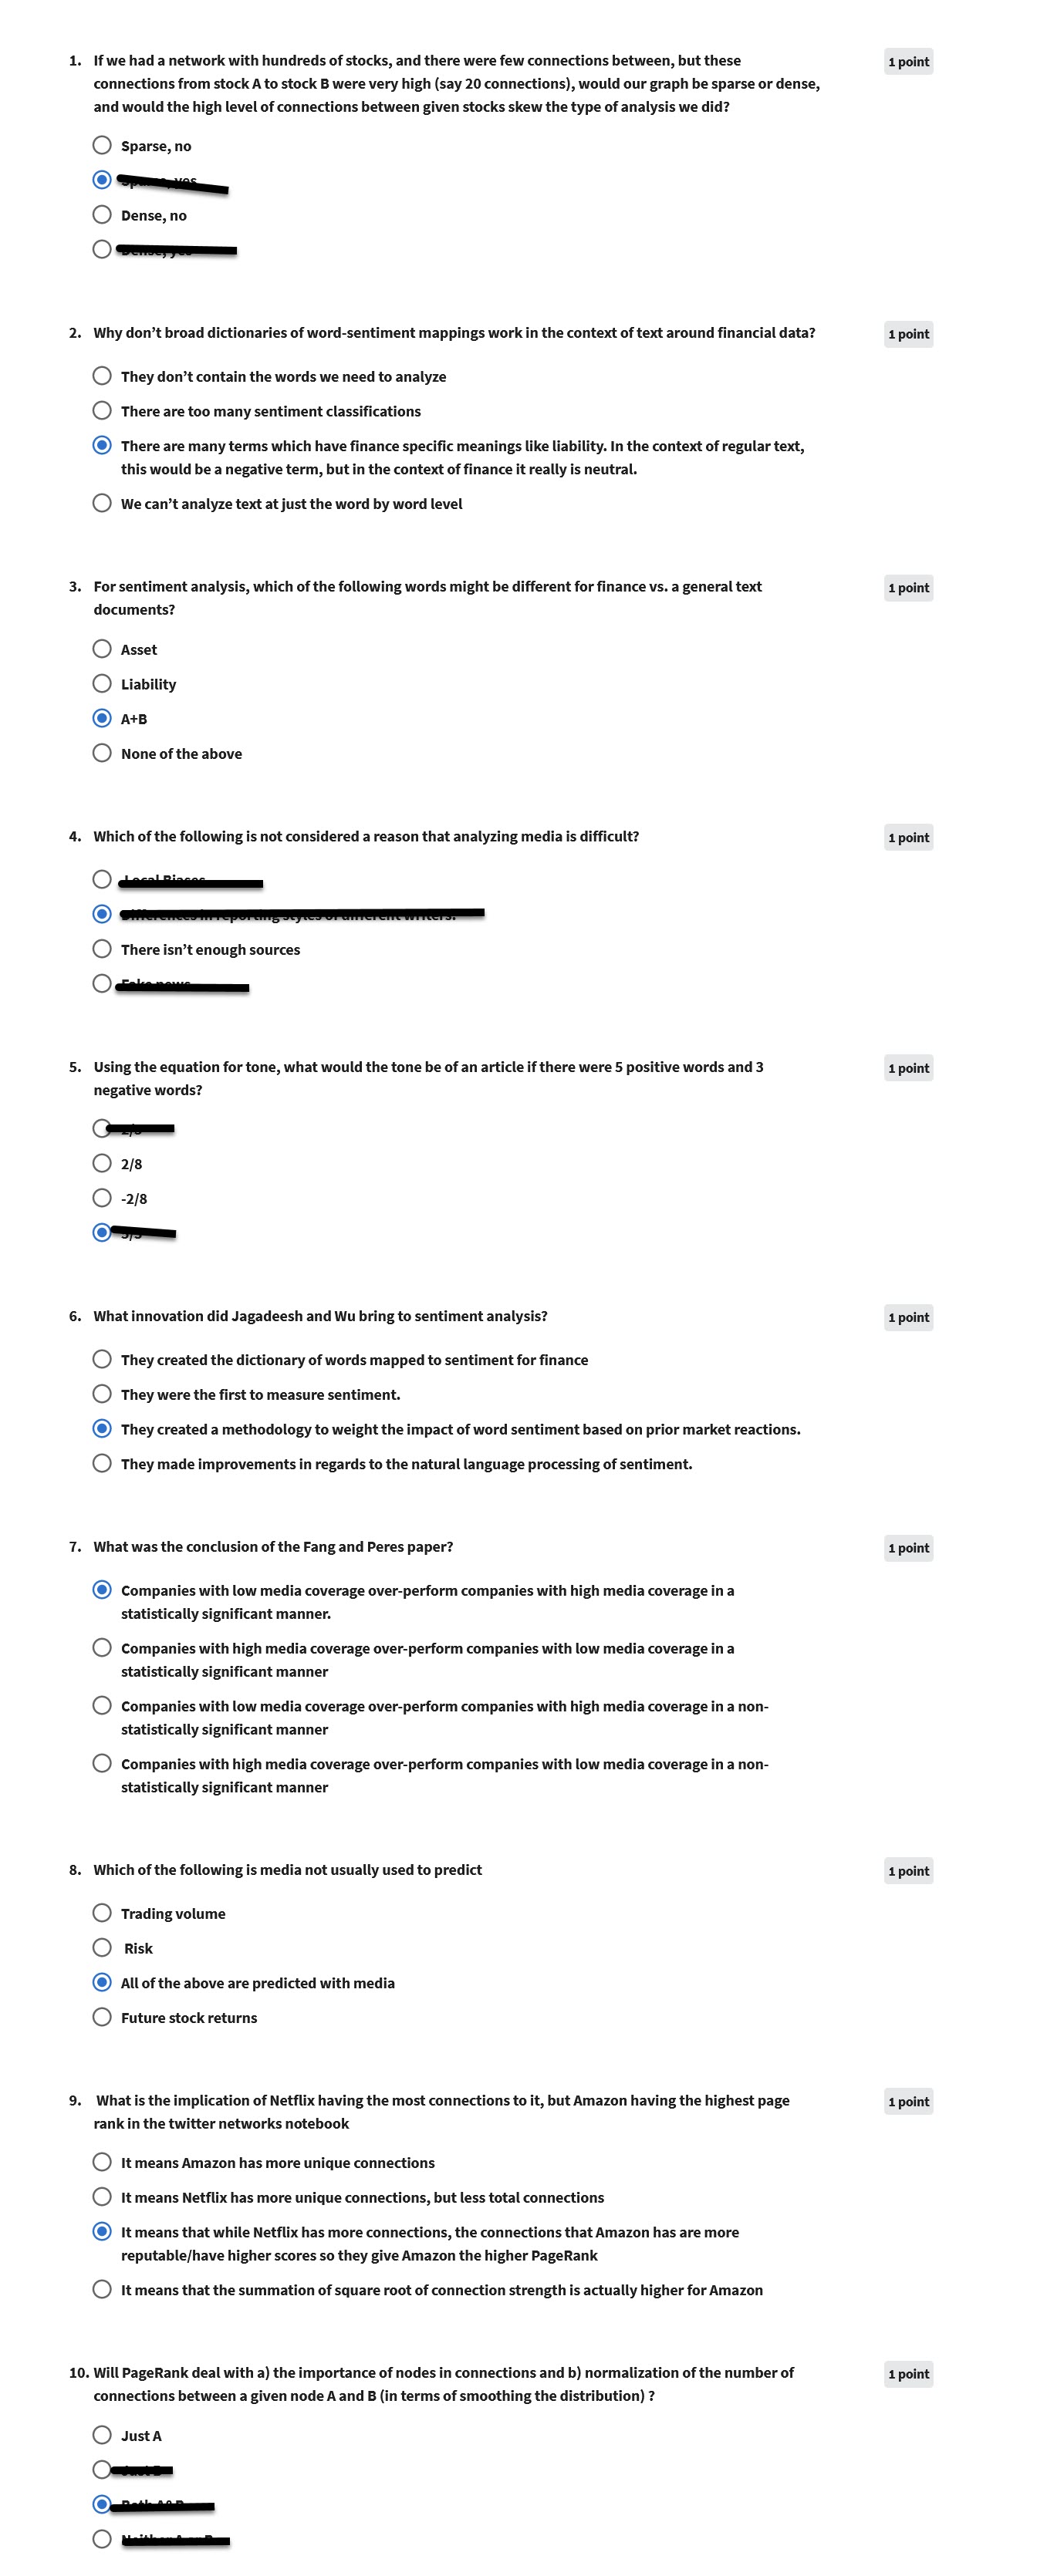 1. If we had a network with hundreds of stocks, and there were few connections between, but these
connections from stock A to stock B were very high (say 20 connections), would our graph be sparse or dense,
and would the high level of connections between given stocks skew the type of analysis we did?
1 point
Sparse, no
Dense, no
2. Why don’t broad dictionaries of word-sentiment mappings work in the context of text around financial data?
1 point
They don’t contain the words we need to analyze
There are too many sentiment classifications
There are many terms which have finance specific meanings like liability. In the context of regular text,
this would be a negative term, but in the context of finance it really is neutral.
We can’t analyze text at just the word by word level
3. For sentiment analysis, which of the following words might be different for finance vs. a general text
documents?
1 point
Asset
Liability
A+B
None of the above
4. Which of the following is not considered a reason that analyzing media is difficult?
1 point
Local Biases
Differences in reporting styles of different writers.
There isn’t enough sources
Fake news
5. Using the equation for tone, what would the tone be of an article if there were 5 positive words and 3
negative words?
1 point
2/8
-2/8
6. What innovation did Jagadeesh and Wu bring to sentiment analysis?
1 point
They created the dictionary of words mapped to sentiment for finance
They were the first to measure sentiment.
They created a methodology to weight the impact of word sentiment based on prior market reactions.
They made improvements in regards to the natural language processing of sentiment.
7. What was the conclusion of the Fang and Peres paper?
1 point
Companies with low media coverage over-perform companies with high media coverage in a
statistically significant manner.
Companies with high media coverage over-perform companies with low media coverage in a
statistically significant manner
Companies with low media coverage over-perform companies with high media coverage in a non-
statistically significant manner
Companies with high media coverage over-perform companies with low media coverage in a non-
statistically significant manner
8. Which of the following is media not usually used to predict
1 point
Trading volume
Risk
All of the above are predicted with media
Future stock returns
9. What is the implication of Netflix having the most connections to it, but Amazon having the highest page
rank in the twitter networks notebook
1 point
It means Amazon has more unique connections
It means Netflix has more unique connections, but less total connections
It means that while Netflix has more connections, the connections that Amazon has are more
reputable/have higher scores so they give Amazon the higher PageRank
It means that the summation of square root of connection strength is actually higher for Amazon
10. Will PageRank deal with a) the importance of nodes in connections and b) normalization of the number of
connections between a given node A and B (in terms of smoothing the distribution) ?
1 point
Just A